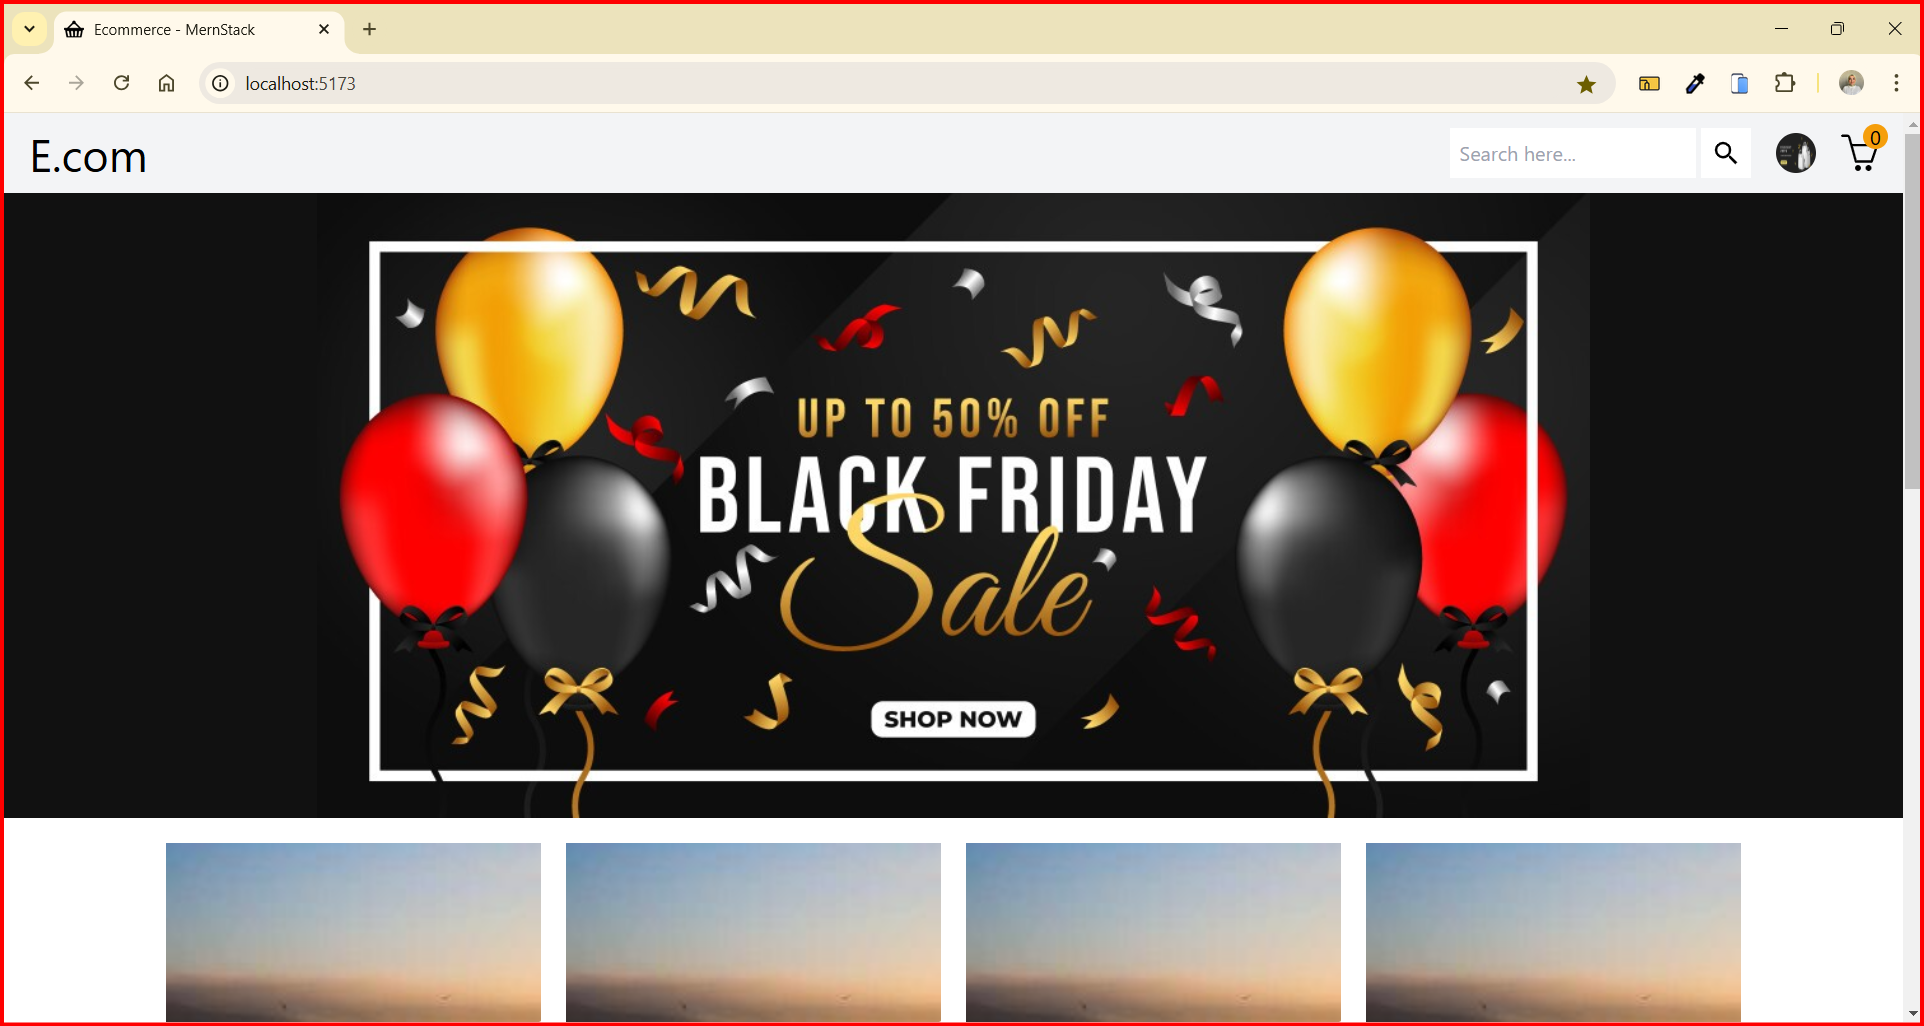 Ecommerce - MernStack
localhost:5173
E.com
Search here...
0
UP TO 50% OFF
BLACK FRIDAY
Sale
SHOP NOW